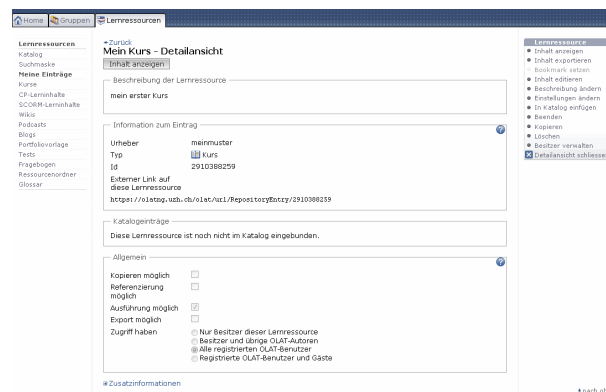 Home
Gruppen
Lernressourcen
Lernressourcen
Katalog
Suchmaske
Meine Einträge
Kurse
CP-Lerninhalte
SCORM-Lerninhalte
Wikis
Podcasts
Blogs
Portfoliovorlage
Tests
Fragebogen
Ressourcenordner
Glossar
Zurück
Mein Kurs - Detailansicht
Inhalt anzeigen
Beschreibung der Lernressource
mein erster Kurs
Information zum Eintrag
Urheber meinmuster
Typ Kurs
Id 2910388259
Externer Link auf
diese Lernressource
https://olatng.uzh.ch/olat/url/RepositoryEntry/2910388259
Katalogeinträge
Diese Lernressource ist noch nicht im Katalog eingebunden.
Allgemein
Kopieren möglich
Referenzierung
möglich
Ausführung möglich
Export möglich
Zugriff haben Nur Besitzer dieser Lernressource
Besitzer und übrige OLAT-Autoren
Alle registrierten OLAT-Benutzer
Registrierte OLAT-Benutzer und Gäste
Zusatzinformationen
Lernressource
Inhalt anzeigen
Inhalt exportieren
Bookmark setzen
Inhalt editieren
Beschreibung ändern
Einstellungen ändern
In Katalog einfügen
Beenden
Kopieren
Löschen
Besitzer verwalten
Detailansicht schliesse
nach